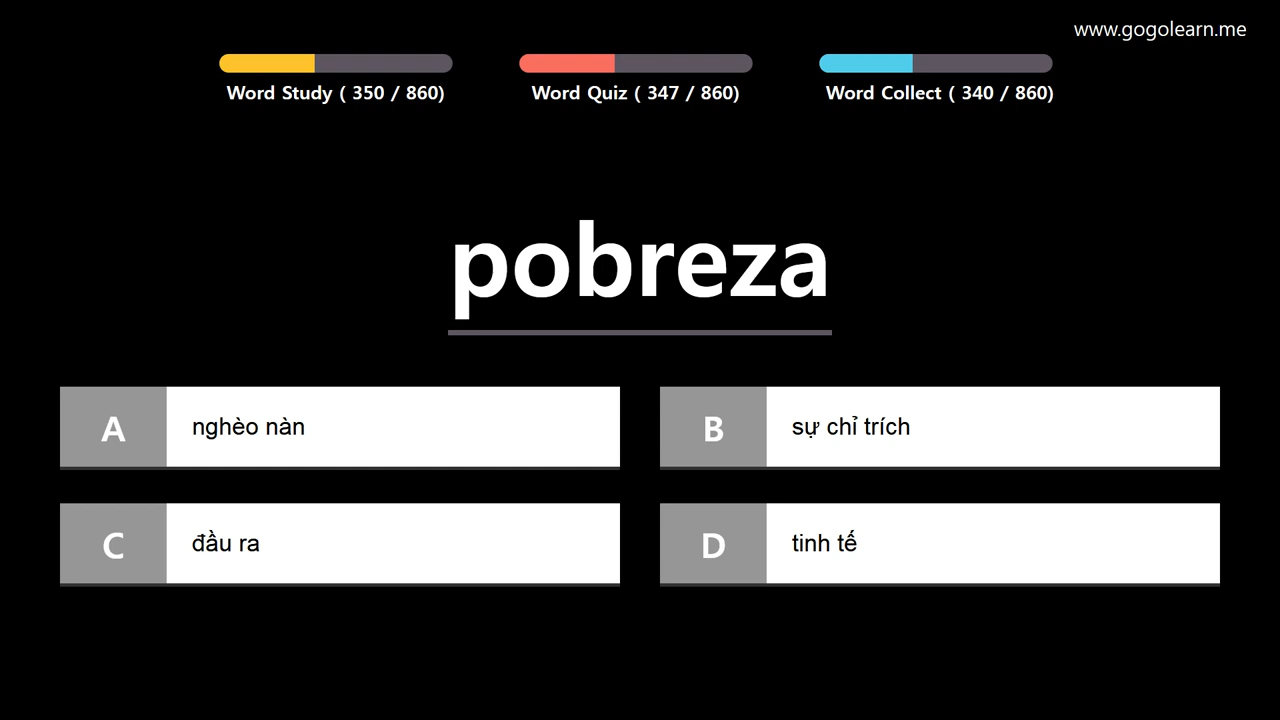 www.gogolearn.me
Word Study ( 350 / 860)
Word Quiz ( 347 / 860)
Word Collect ( 340 / 860)
pobreza
A nghèo nàn
B sự chỉ trích
C đầu ra
D tinh tế